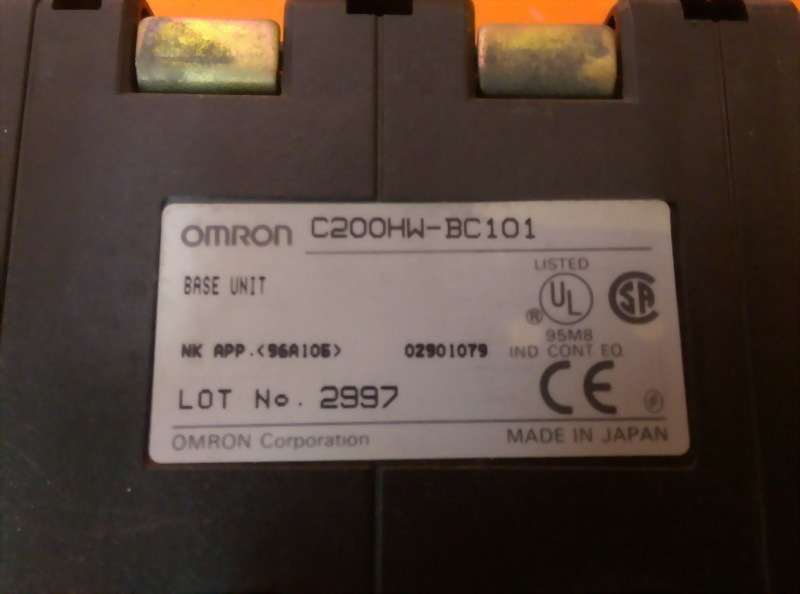 OMRON C200HW-BC101
LISTED
BASE UNIT
UL
SA
®
95M8
NK APP.<96A105> 02901079 IND CONT EQ
LOT No. 2997
CE
OMRON Corporation
MADE IN JAPAN